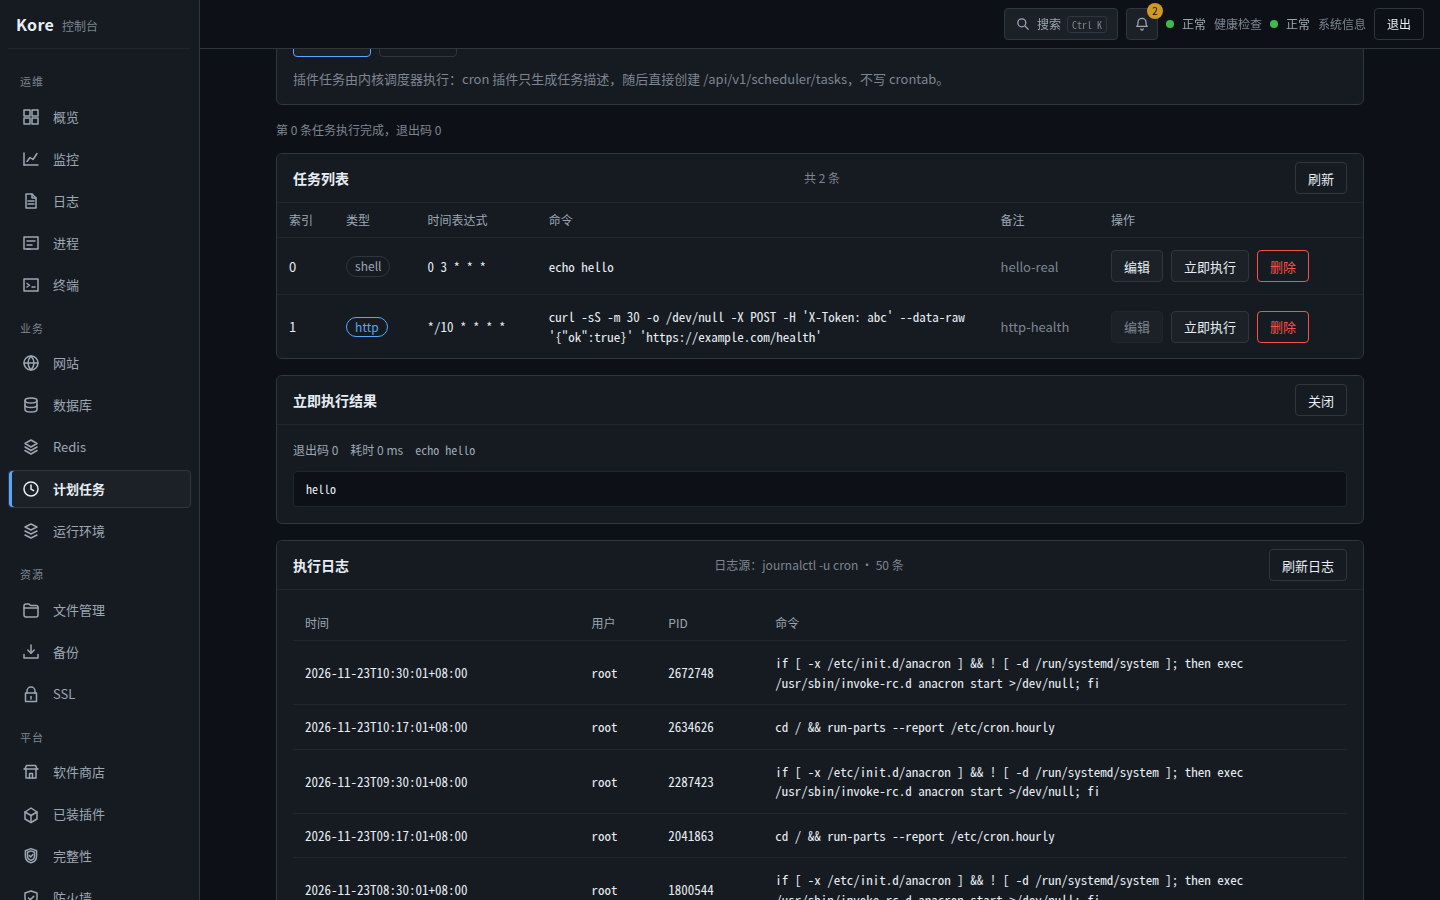 Kore 控制台
搜索 Ctrl K
2
正常 健康检查
正常 系统信息
退出
运维
概览
监控
日志
进程
终端
业务
网站
数据库
Redis
计划任务
运行环境
资源
文件管理
备份
SSL
平台
软件商店
已装插件
完整性
防火墙
插件任务由内核调度器执行：cron 插件只生成任务描述，随后直接创建 /api/v1/scheduler/tasks，不写 crontab。
第 0 条任务执行完成，退出码 0
任务列表 共 2 条 刷新
索引 类型 时间表达式 命令 备注 操作
0 shell 0 3 * * * echo hello hello-real 编辑 立即执行 删除
1 http */10 * * * * curl -sS -m 30 -o /dev/null -X POST -H 'X-Token: abc' --data-raw
'{"ok":true}' 'https://example.com/health' http-health 编辑 立即执行 删除
立即执行结果 关闭
退出码 0 耗时 0 ms echo hello
hello
执行日志 日志源：journalctl -u cron · 50 条 刷新日志
时间 用户 PID 命令
2026-11-23T10:30:01+08:00 root 2672748 if [ -x /etc/init.d/anacron ] && ! [ -d /run/systemd/system ]; then exec
/usr/sbin/invoke-rc.d anacron start >/dev/null; fi
2026-11-23T10:17:01+08:00 root 2634626 cd / && run-parts --report /etc/cron.hourly
2026-11-23T09:30:01+08:00 root 2287423 if [ -x /etc/init.d/anacron ] && ! [ -d /run/systemd/system ]; then exec
/usr/sbin/invoke-rc.d anacron start >/dev/null; fi
2026-11-23T09:17:01+08:00 root 2041863 cd / && run-parts --report /etc/cron.hourly
2026-11-23T08:30:01+08:00 root 1800544 if [ -x /etc/init.d/anacron ] && ! [ -d /run/systemd/system ]; then exec
/usr/sbin/invoke-rc.d anacron start >/dev/null; fi